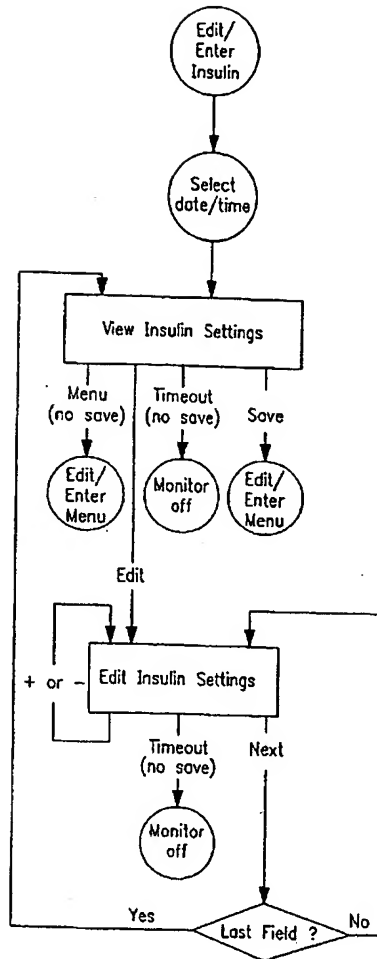 Edit/
Enter
Insulin
Select
date/time
View Insulin Settings
Menu
(no save)
Timeout
(no save)
Save
Edit/
Enter
Menu
Monitor
off
Edit/
Enter
Menu
Edit
+ or -
Edit Insulin Settings
Timeout
(no save)
Next
Monitor
off
Yes
Last Field ?
No